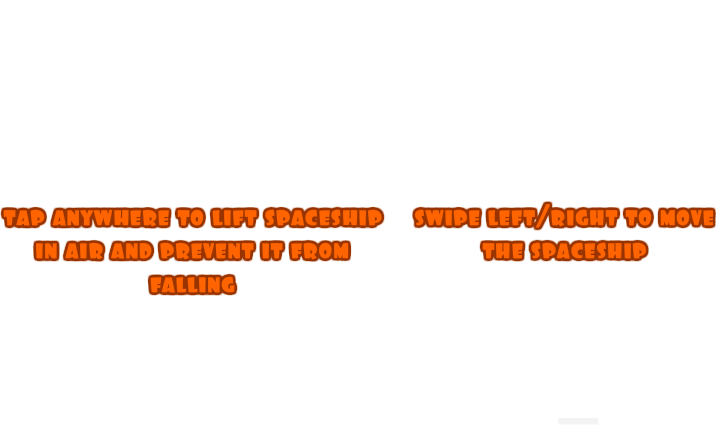 TAP ANYWHERE TO LIFT SPACESHIP
IN AIR AND PREVENT IT FROM
FALLING
SWIPE LEFT/RIGHT TO MOVE
THE SPACESHIP